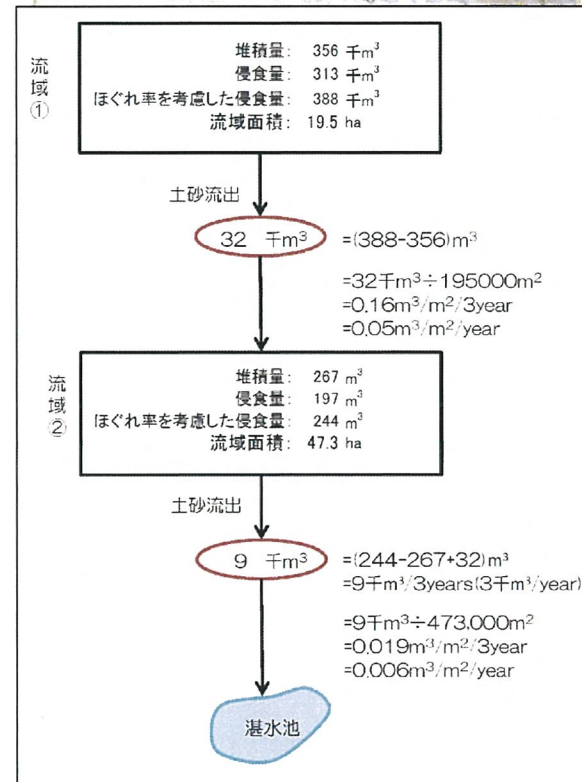 流域①
堆積量: 356 千m³
侵食量: 313 千m³
ほぐれ率を考慮した侵食量: 388 千m³
流域面積: 19.5 ha
土砂流出
32 千m³
=(388-356)m³
=32千m³÷195000m²
=0.16m³/m²/3year
=0.05m³/m²/year
流域②
堆積量: 267 m³
侵食量: 197 m³
ほぐれ率を考慮した侵食量: 244 m³
流域面積: 47.3 ha
土砂流出
9 千m³
=(244-267+32)m³
=9千m³/3years(3千m³/year)
=9千m³÷473,000m²
=0.019m³/m²/3year
=0.006m³/m²/year
湛水池